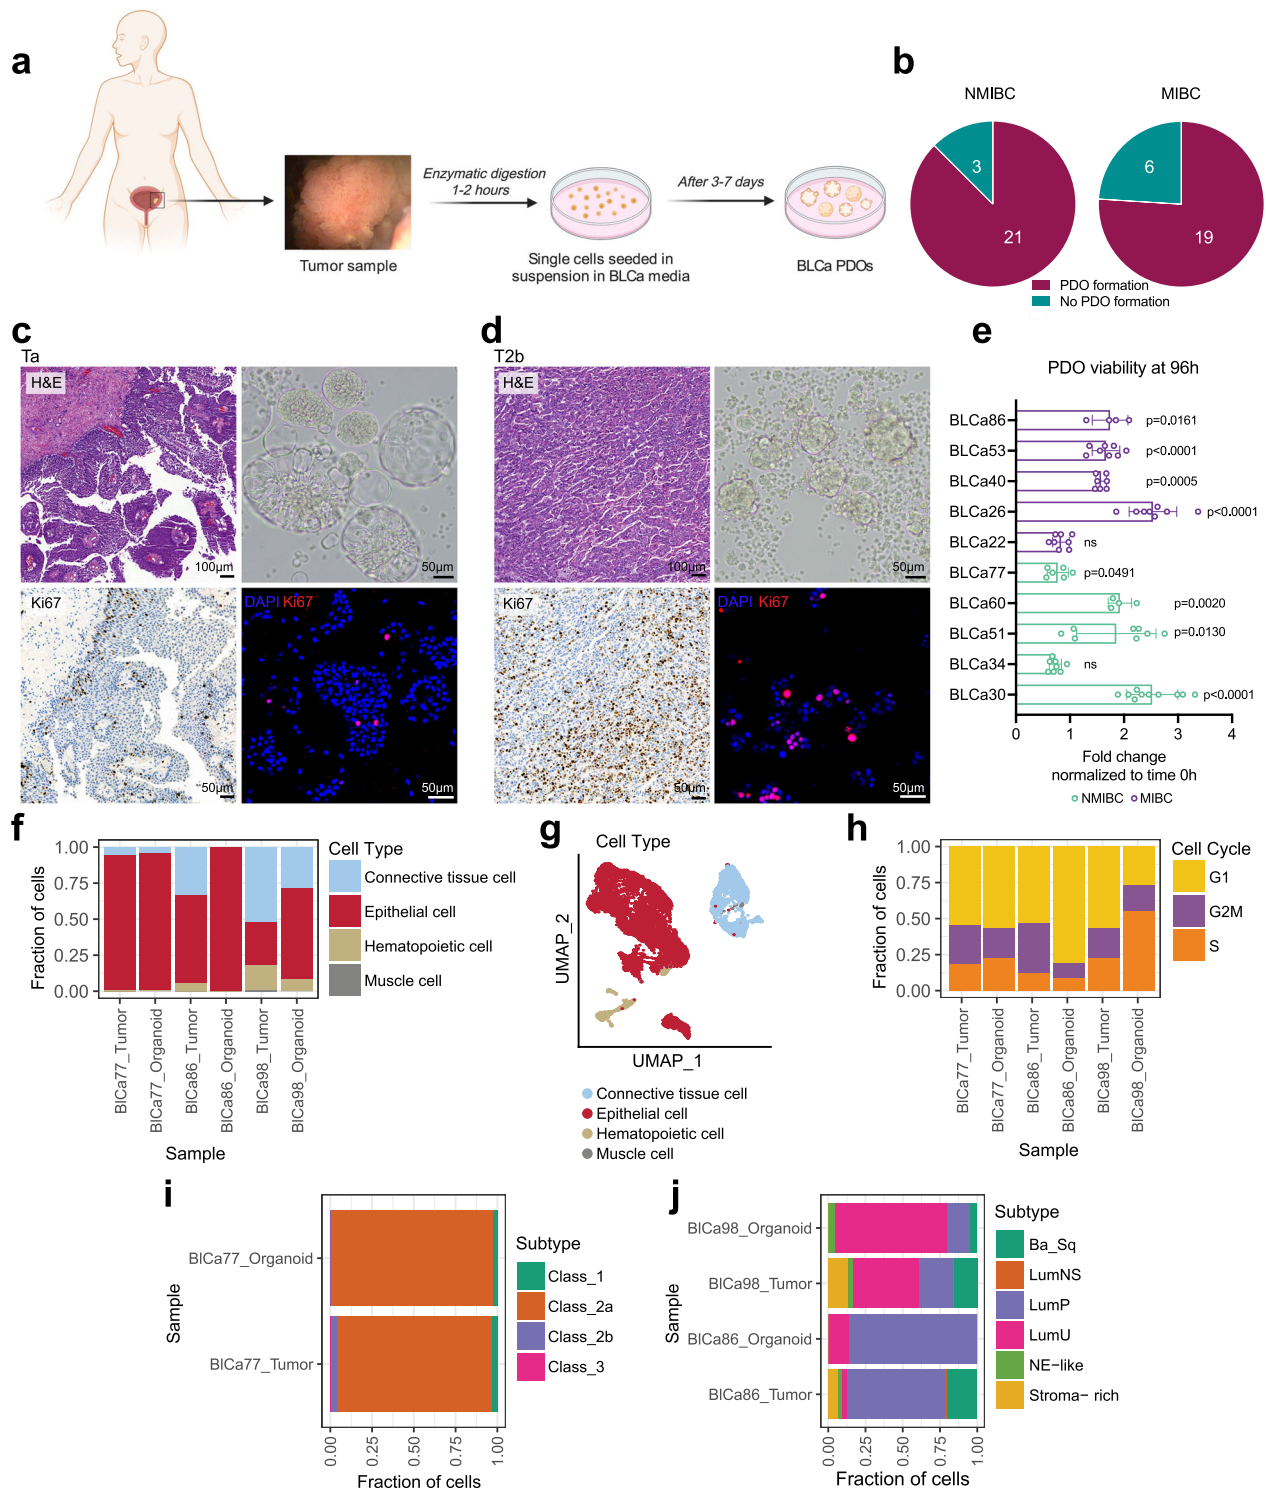 a
Tumor sample
Enzymatic digestion
1-2 hours
Single cells seeded in
suspension in BLCa media
After 3-7 days
BLCa PDOs
b
NMIBC
MIBC
3
21
6
19
PDO formation
No PDO formation
c
Ta
H&E
100µm
50µm
Ki67
50µm
DAPI Ki67
50µm
d
T2b
H&E
100µm
50µm
Ki67
50µm
DAPI Ki67
50µm
e
PDO viability at 96h
BLCa86
p=0.0161
BLCa53
p<0.0001
BLCa40
p=0.0005
BLCa26
p<0.0001
BLCa22
ns
BLCa77
p=0.0491
BLCa60
p=0.0020
BLCa51
p=0.0130
BLCa34
ns
BLCa30
p<0.0001
0 1 2 3 4
Fold change
normalized to time 0h
NMIBC MIBC
f
Fraction of cells
1.00
0.75
0.50
0.25
0.00
BlCa77_Tumor
BlCa77_Organoid
BlCa86_Tumor
BlCa86_Organoid
BlCa98_Tumor
BlCa98_Organoid
Sample
Cell Type
Connective tissue cell
Epithelial cell
Hematopoietic cell
Muscle cell
g
Cell Type
UMAP_2
UMAP_1
Connective tissue cell
Epithelial cell
Hematopoietic cell
Muscle cell
h
Fraction of cells
1.00
0.75
0.50
0.25
0.00
BlCa77_Tumor
BlCa77_Organoid
BlCa86_Tumor
BlCa86_Organoid
BlCa98_Tumor
BlCa98_Organoid
Sample
Cell Cycle
G1
G2M
S
i
Sample
BlCa77_Organoid
BlCa77_Tumor
0.00 0.25 0.50 0.75 1.00
Fraction of cells
Subtype
Class_1
Class_2a
Class_2b
Class_3
j
Sample
BlCa98_Organoid
BlCa98_Tumor
BlCa86_Organoid
BlCa86_Tumor
0.00 0.25 0.50 0.75 1.00
Fraction of cells
Subtype
Ba_Sq
LumNS
LumP
LumU
NE−like
Stroma− rich